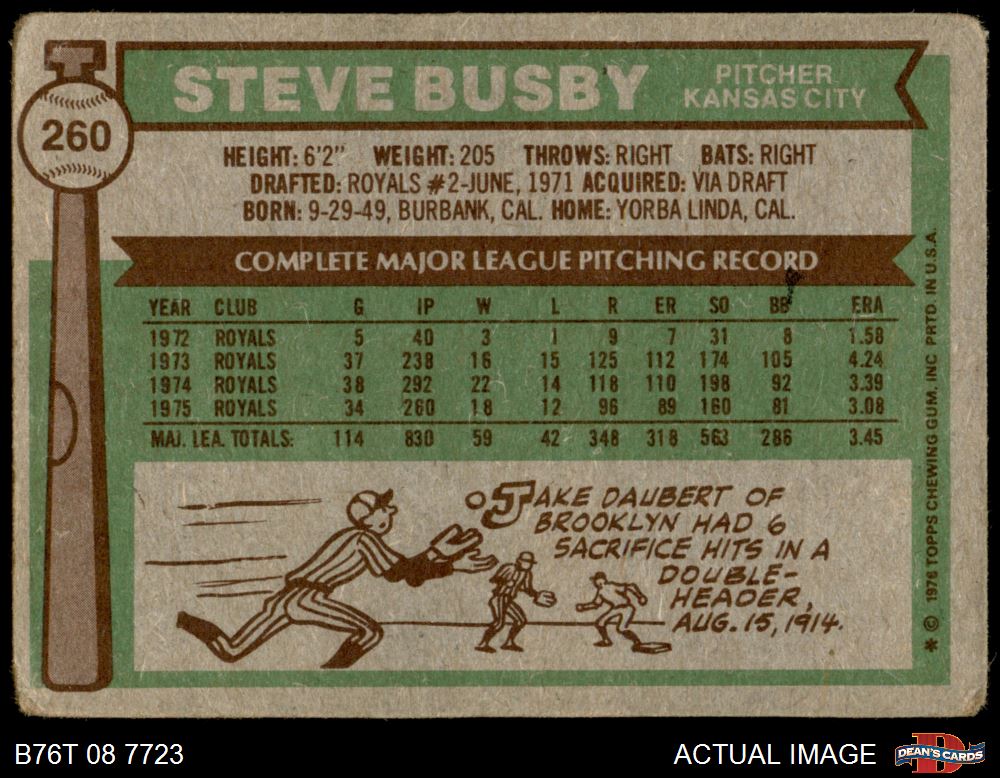 260
STEVE BUSBY
PITCHER
KANSAS CITY
HEIGHT: 6'2" WEIGHT: 205 THROWS: RIGHT BATS: RIGHT
DRAFTED: ROYALS #2-JUNE, 1971 ACQUIRED: VIA DRAFT
BORN: 9-29-49, BURBANK, CAL. HOME: YORBA LINDA, CAL.
COMPLETE MAJOR LEAGUE PITCHING RECORD
YEAR CLUB G IP W L R ER SO BB ERA
1972 ROYALS 5 40 3 1 9 7 31 8 1.58
1973 ROYALS 37 238 16 15 125 112 174 105 4.24
1974 ROYALS 38 292 22 14 118 110 198 92 3.39
1975 ROYALS 34 260 18 12 96 89 160 81 3.08
MAJ. LEA. TOTALS: 114 830 59 42 348 318 563 286 3.45
JAKE DAUBERT OF
BROOKLYN HAD 6
SACRIFICE HITS IN A
DOUBLE-
HEADER,
AUG. 15, 1914.
* © 1976 TOPPS CHEWING GUM, INC PRTD. IN U.S.A.
B76T 08 7723
ACTUAL IMAGE
D
DEAN'S CARDS